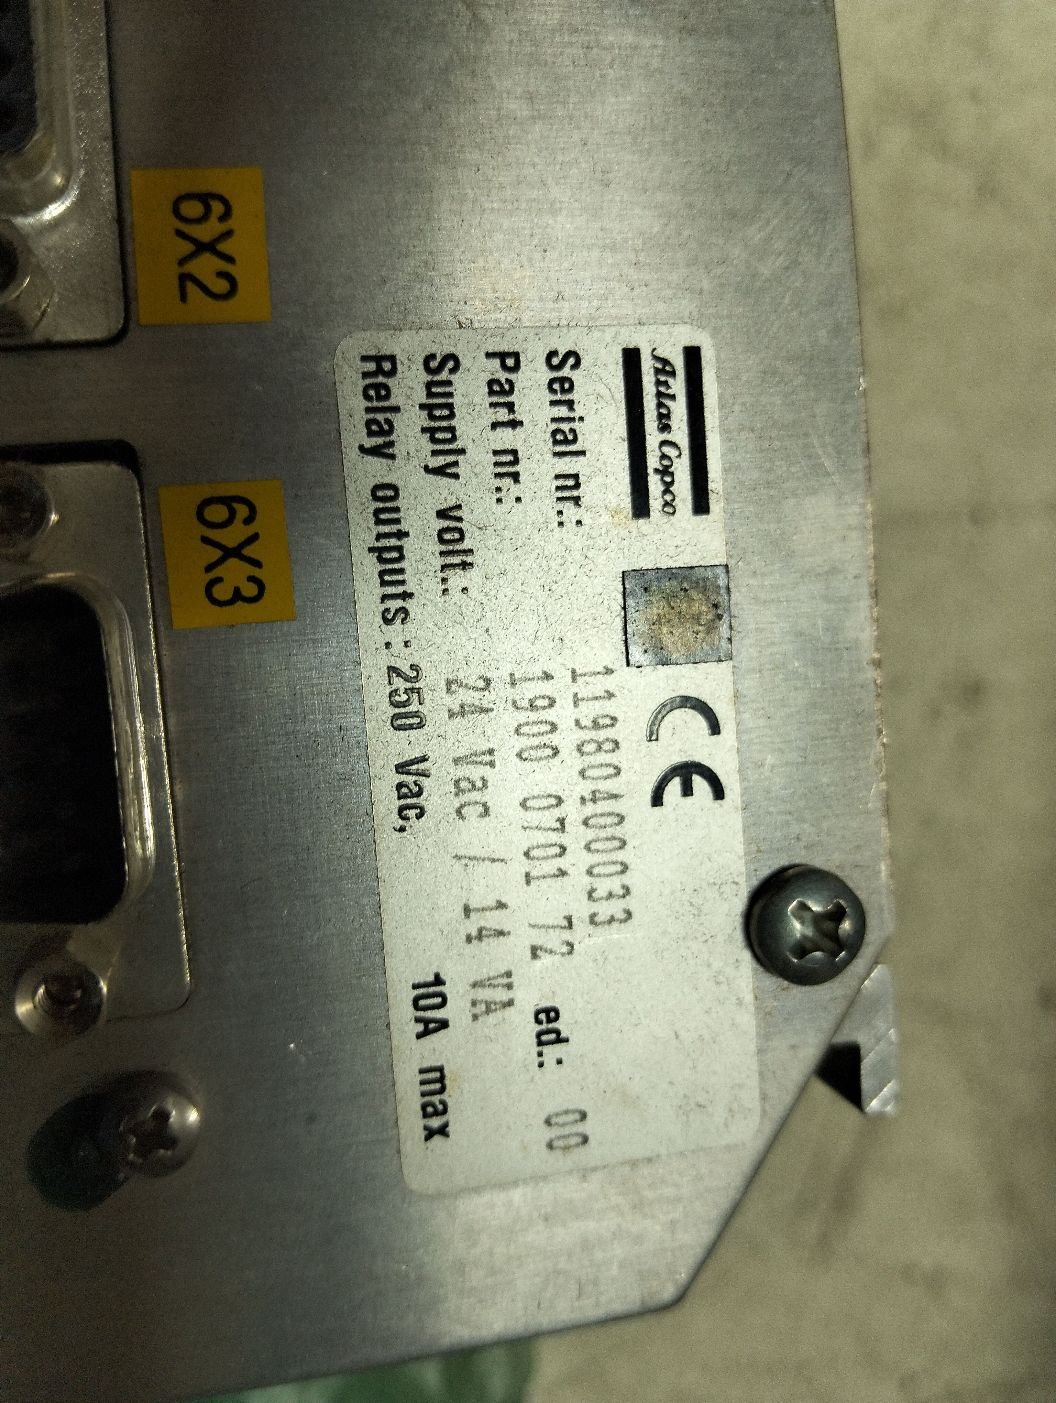 6X2
6X3
Atlas Copco
CE
Serial nr.: 1198040033
Part nr.: 1900 0701 72 ed.: 00
Supply volt.: 24 Vac / 14 VA
Relay outputs: 250 Vac, 10A max